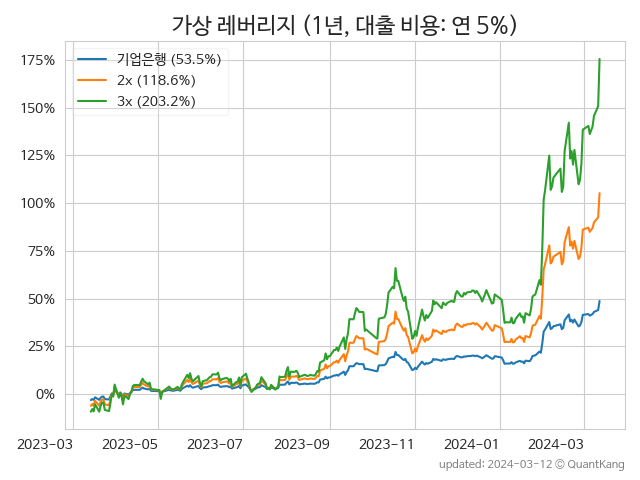 가상 레버리지 (1년, 대출 비용: 연 5%)
기업은행 (53.5%)
2x (118.6%)
3x (203.2%)
175%
150%
125%
100%
75%
50%
25%
0%
2023-03 2023-05 2023-07 2023-09 2023-11 2024-01 2024-03
updated: 2024-03-12 © QuantKang